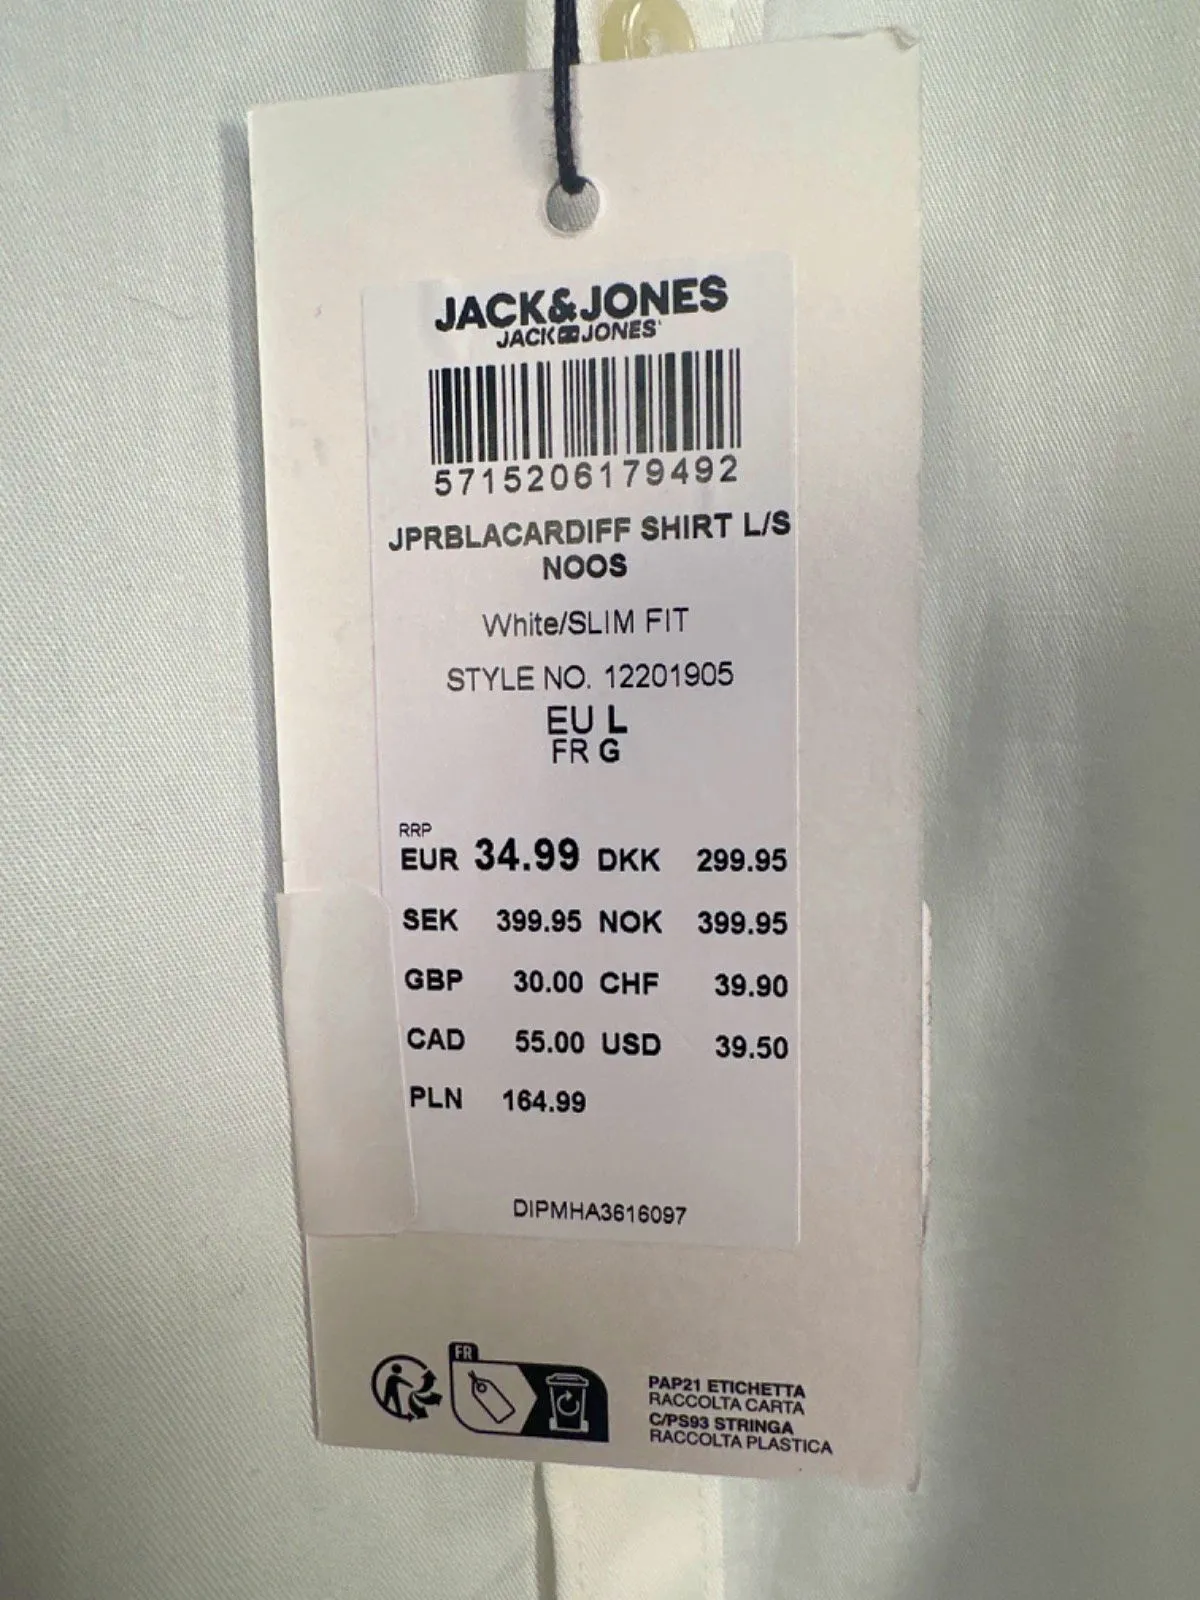 JACK&JONES
JACK&JONES
5715206179492
JPRBLACARDIFF SHIRT L/S
NOOS
White/SLIM FIT
STYLE NO. 12201905
EU L
FR G
RRP
EUR 34.99 DKK 299.95
SEK 399.95 NOK 399.95
GBP 30.00 CHF 39.90
CAD 55.00 USD 39.50
PLN 164.99
DIPMHA3616097
FR
PAP21 ETICHETTA
RACCOLTA CARTA
C/PS93 STRINGA
RACCOLTA PLASTICA